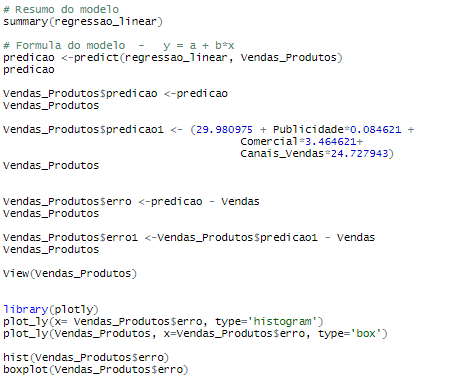 # Resumo do modelo
summary(regressao_linear)
# Formula do modelo - y = a + b*x
predicao <-predict(regressao_linear, Vendas_Produtos)
predicao
Vendas_Produtos$predicao <-predicao
Vendas_Produtos
Vendas_Produtos$predicao1 <- (29.980975 + Publicidade*0.084621 +
Comercial*3.464621+
Canais_Vendas*24.727943)
Vendas_Produtos
Vendas_Produtos$erro <-predicao - Vendas
Vendas_Produtos
Vendas_Produtos$erro1 <-Vendas_Produtos$predicao1 - Vendas
Vendas_Produtos
View(Vendas_Produtos)
library(plotly)
plot_ly(x= Vendas_Produtos$erro, type='histogram')
plot_ly(Vendas_Produtos, x=Vendas_Produtos$erro, type='box')
hist(Vendas_Produtos$erro)
boxplot(Vendas_Produtos$erro)